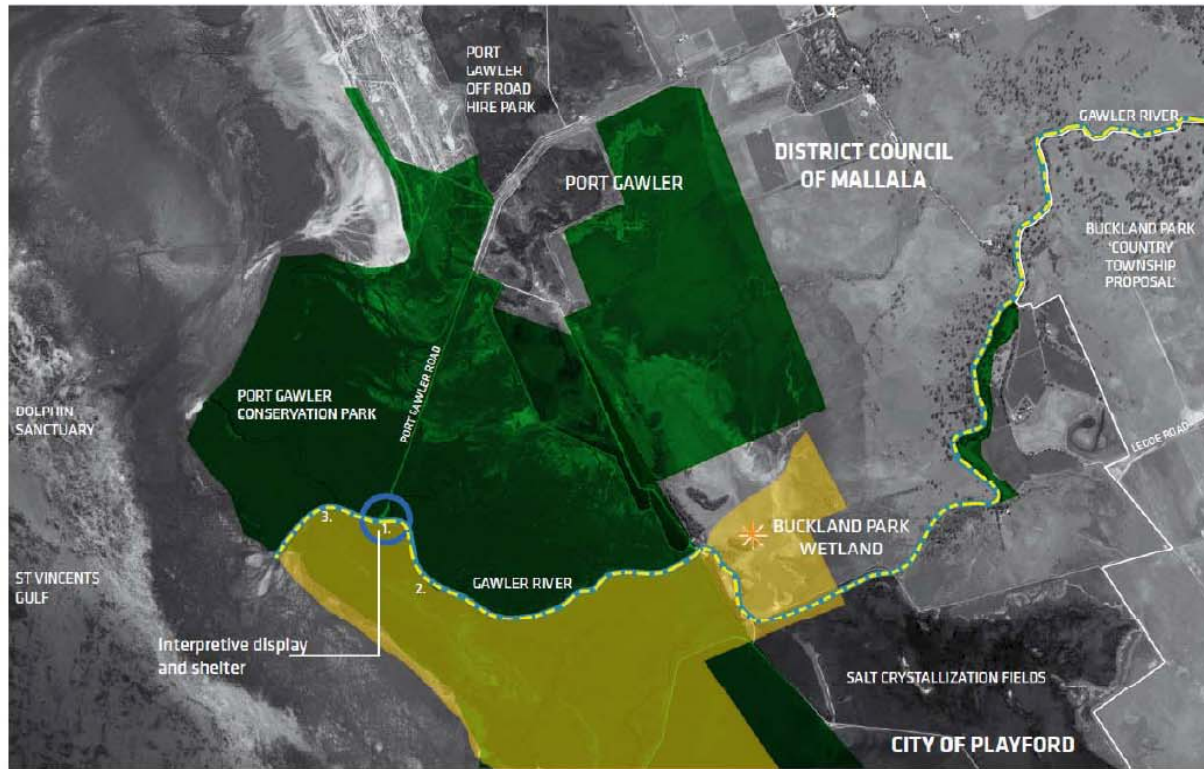 PORT
GAWLER
OFF ROAD
HIRE PARK
GAWLER RIVER
DISTRICT COUNCIL
OF MALLALA
PORT GAWLER
BUCKLAND PARK
'COUNTRY
TOWNSHIP
PROPOSAL'
PORT GAWLER
CONSERVATION PARK
PORT GAWLER ROAD
DOLPHIN
SANCTUARY
LEGOE ROAD
3.
1.
BUCKLAND PARK
WETLAND
ST VINCENTS
GULF
2.
GAWLER RIVER
Interpretive display
and shelter
SALT CRYSTALLIZATION FIELDS
CITY OF PLAYFORD